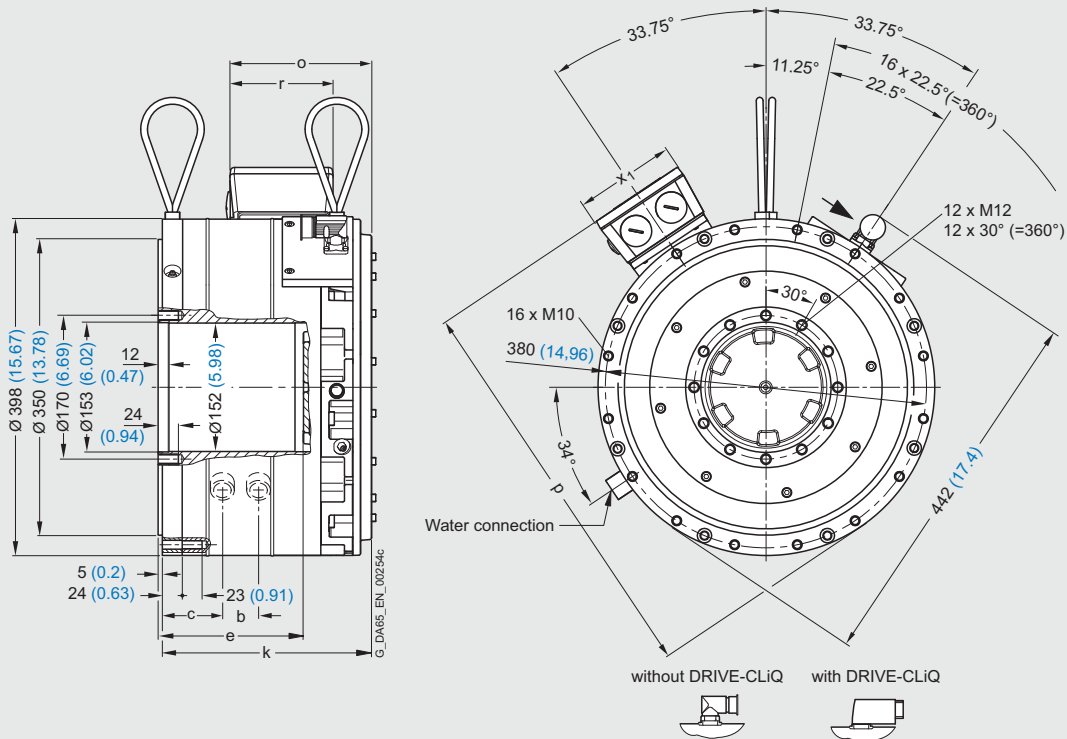 o
r
Ø 398 (15.67)
Ø 350 (13.78)
Ø170 (6.69)
Ø153 (6.02)
12
(0.47)
24
(0.94)
Ø152 (5.98)
5 (0.2)
24 (0.63)
23 (0.91)
c
b
e
k
G_DA65_EN_00254c
33.75°
33.75°
11.25°
16 x 22.5°(=360°)
22.5°
x1
12 x M12
12 x 30° (=360°)
30°
16 x M10
380 (14,96)
34°
p
Water connection
442 (17.4)
without DRIVE-CLiQ
with DRIVE-CLiQ